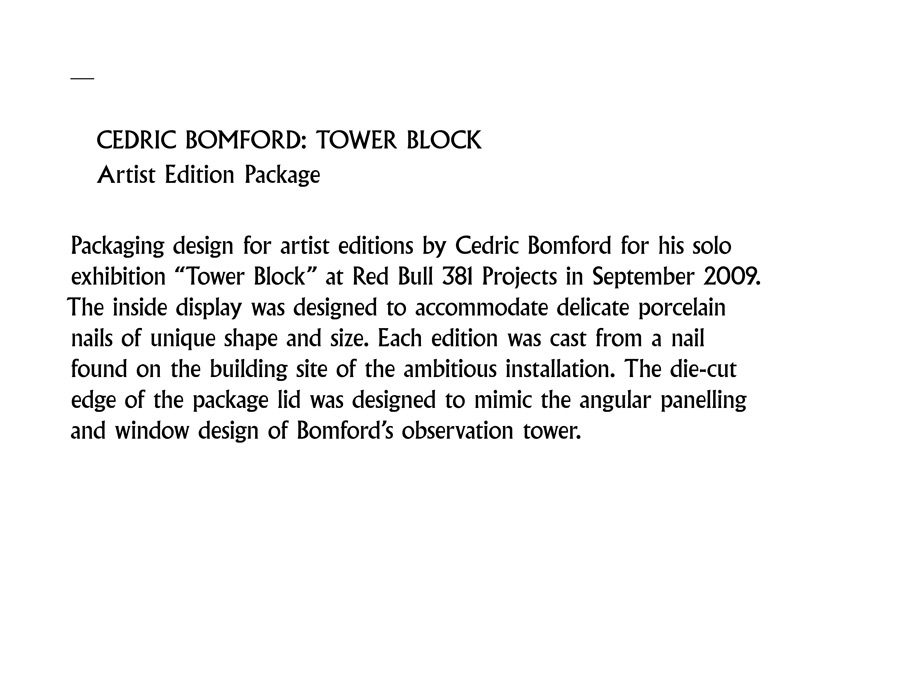 CEDRIC BOMFORD: TOWER BLOCK
Artist Edition Package
Packaging design for artist editions by Cedric Bomford for his solo
exhibition “Tower Block” at Red Bull 381 Projects in September 2009.
The inside display was designed to accommodate delicate porcelain
nails of unique shape and size. Each edition was cast from a nail
found on the building site of the ambitious installation. The die-cut
edge of the package lid was designed to mimic the angular panelling
and window design of Bomford’s observation tower.